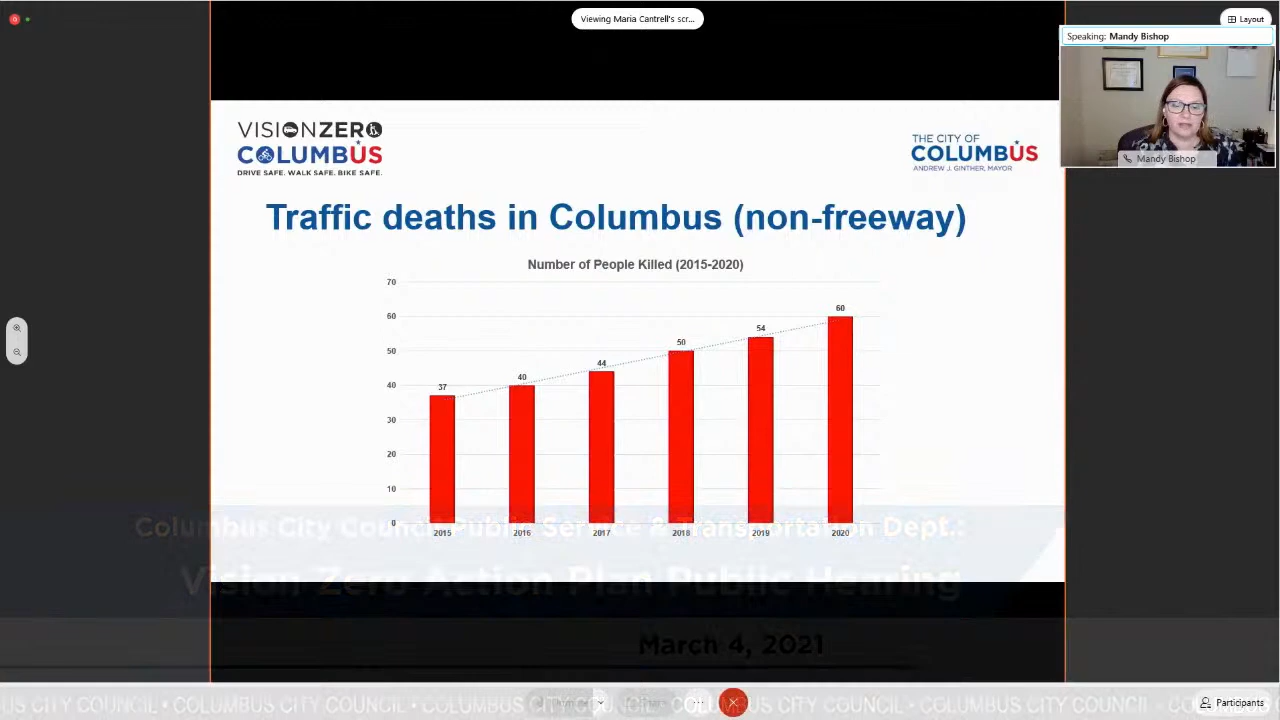 Viewing Maria Cantrell's scr...
Layout
Speaking: Mandy Bishop
Mandy Bishop
VISIONZERO
COLUMBUS
DRIVE SAFE. WALK SAFE. BIKE SAFE.
THE CITY OF
COLUMBUS
ANDREW J. GINTHER, MAYOR
Traffic deaths in Columbus (non-freeway)
Number of People Killed (2015-2020)
70
60
50
40
30
20
10
0
37
40
44
50
54
60
2015
2016
2017
2018
2019
2020
Columbus City Council Public Service & Transportation Dept.:
Vision Zero Action Plan Public Hearing
March 4, 2021
CITY COUNCIL • COLUMBUS CITY COUNCIL • COLUMBUS CITY COUNCIL • COLUMBUS CITY COUNCIL • COLUMBUS CITY COUNCIL
Participants